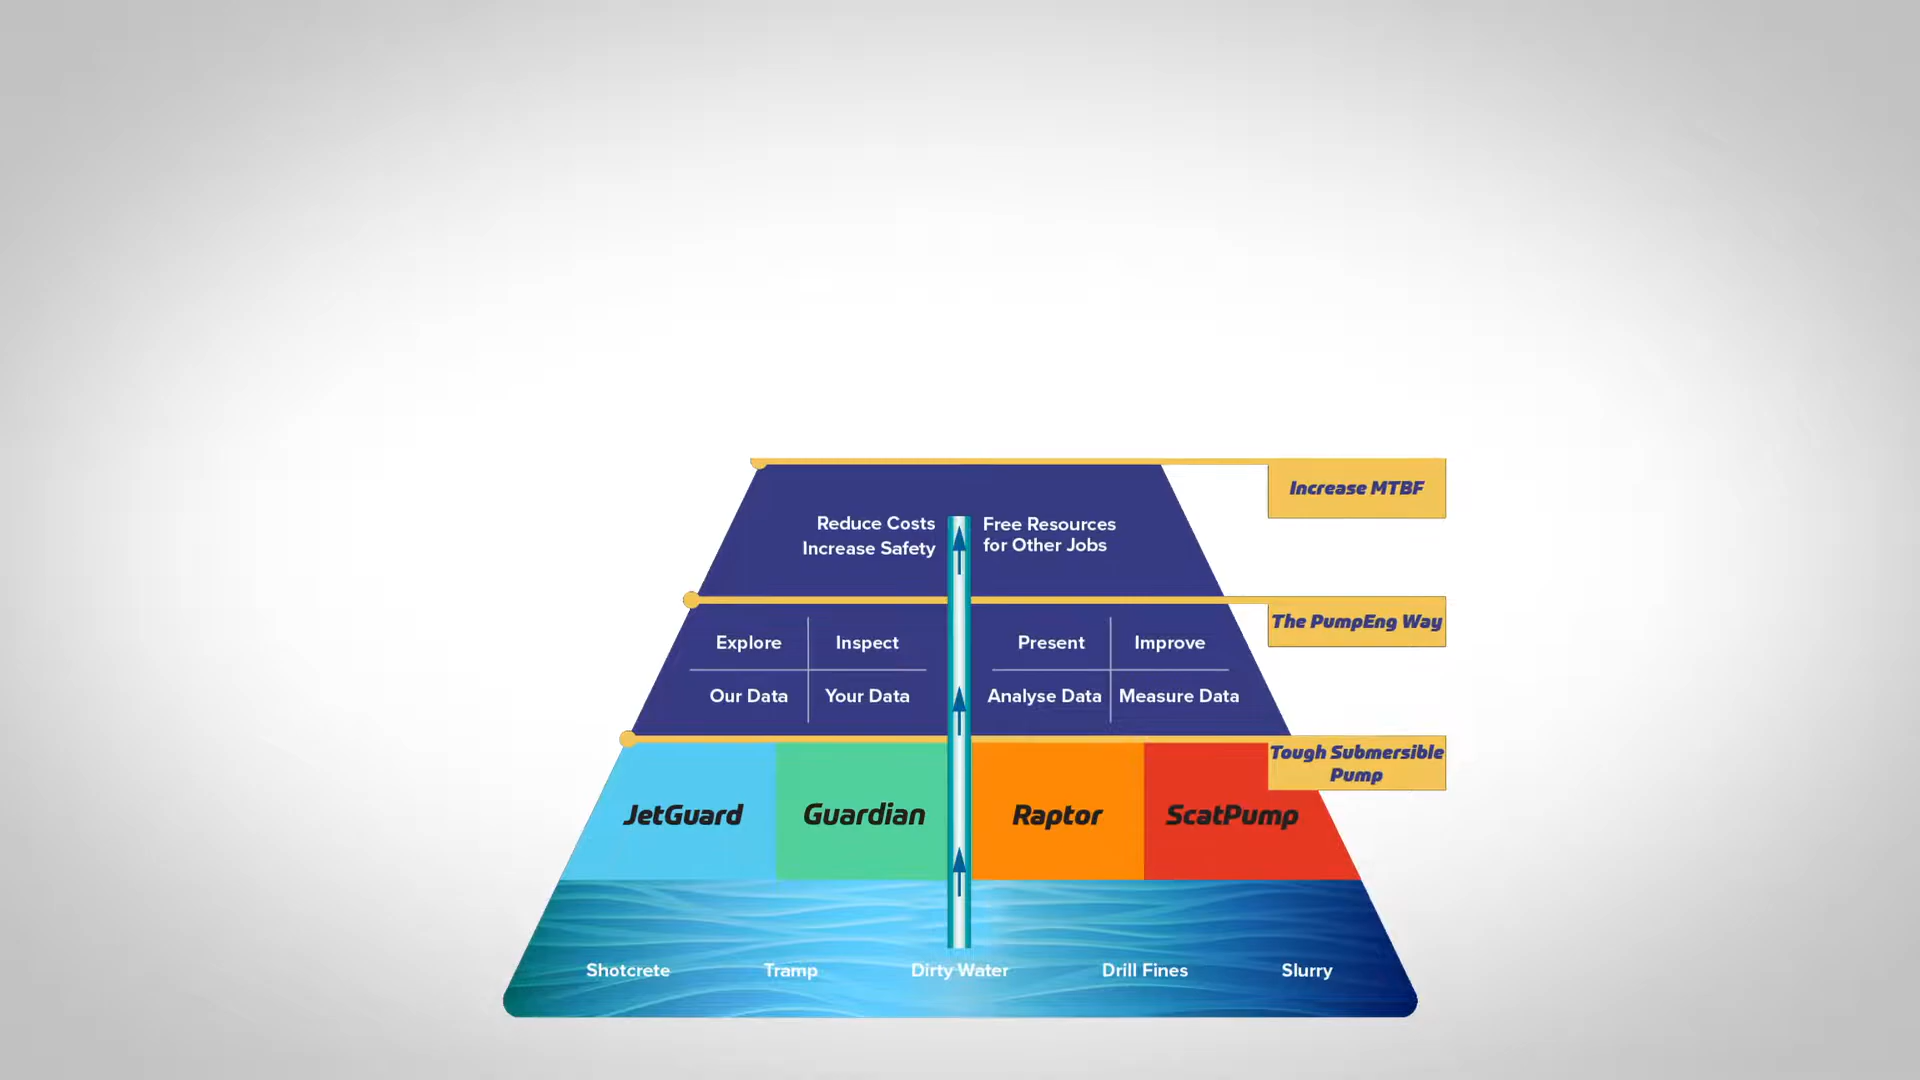 Increase MTBF
Reduce Costs
Increase Safety
Free Resources
for Other Jobs
The PumpEng Way
Explore
Inspect
Present
Improve
Our Data
Your Data
Analyse Data
Measure Data
Tough Submersible
Pump
JetGuard
Guardian
Raptor
ScatPump
Shotcrete
Tramp
Dirty Water
Drill Fines
Slurry